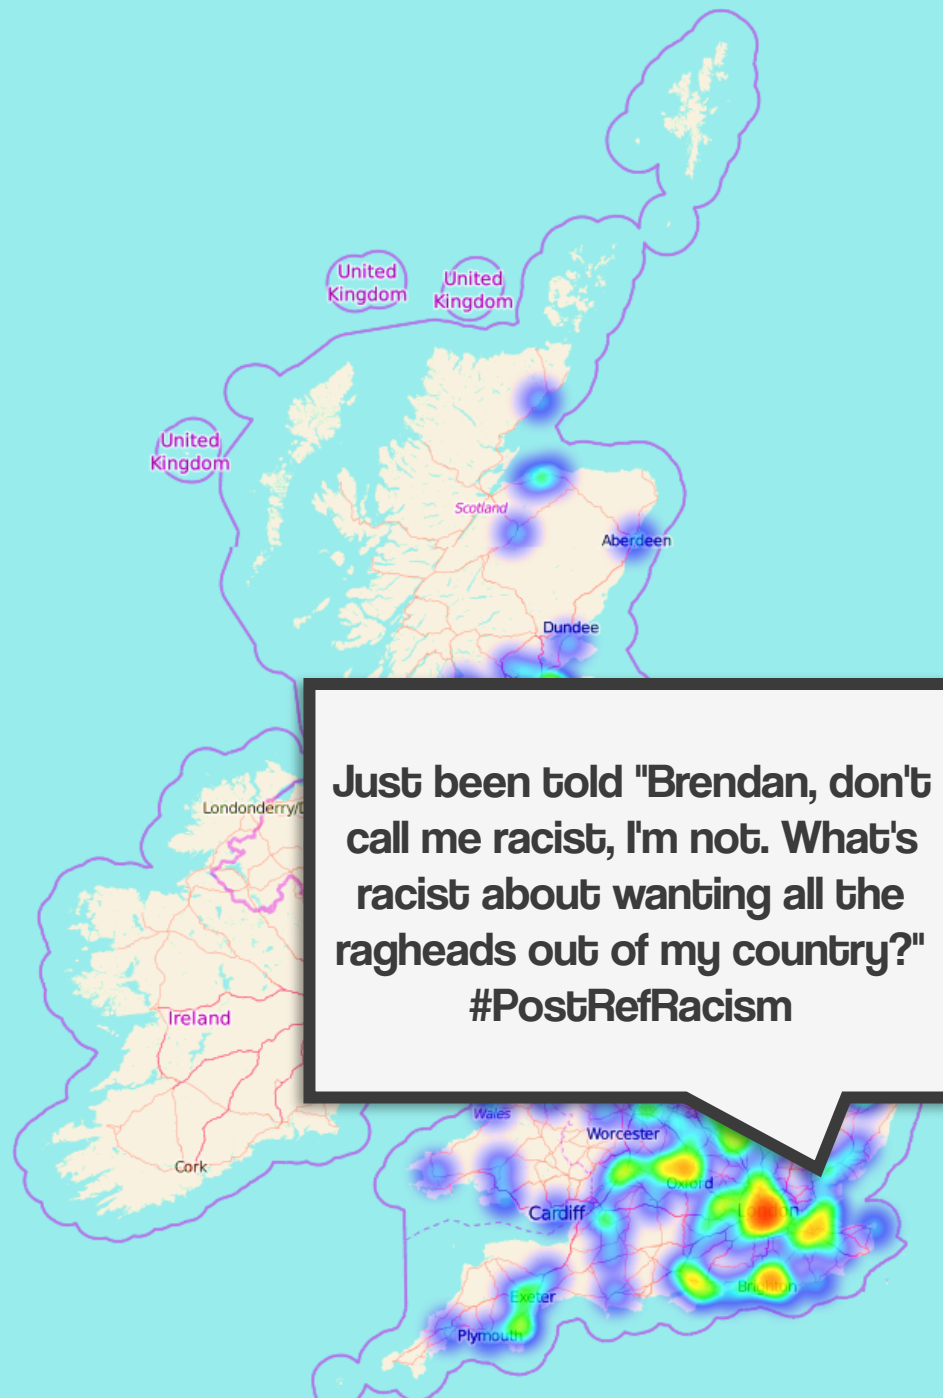 United
Kingdom
United
Kingdom
United
Kingdom
Scotland
Aberdeen
Dundee
Just been told "Brendan, don't
call me racist, I'm not. What's
racist about wanting all the
ragheads out of my country?"
#PostRefRacism
Londonderry/
Ireland
Cork
Wales
Worcester
Oxford
Cardiff
London
Brighton
Exeter
Plymouth